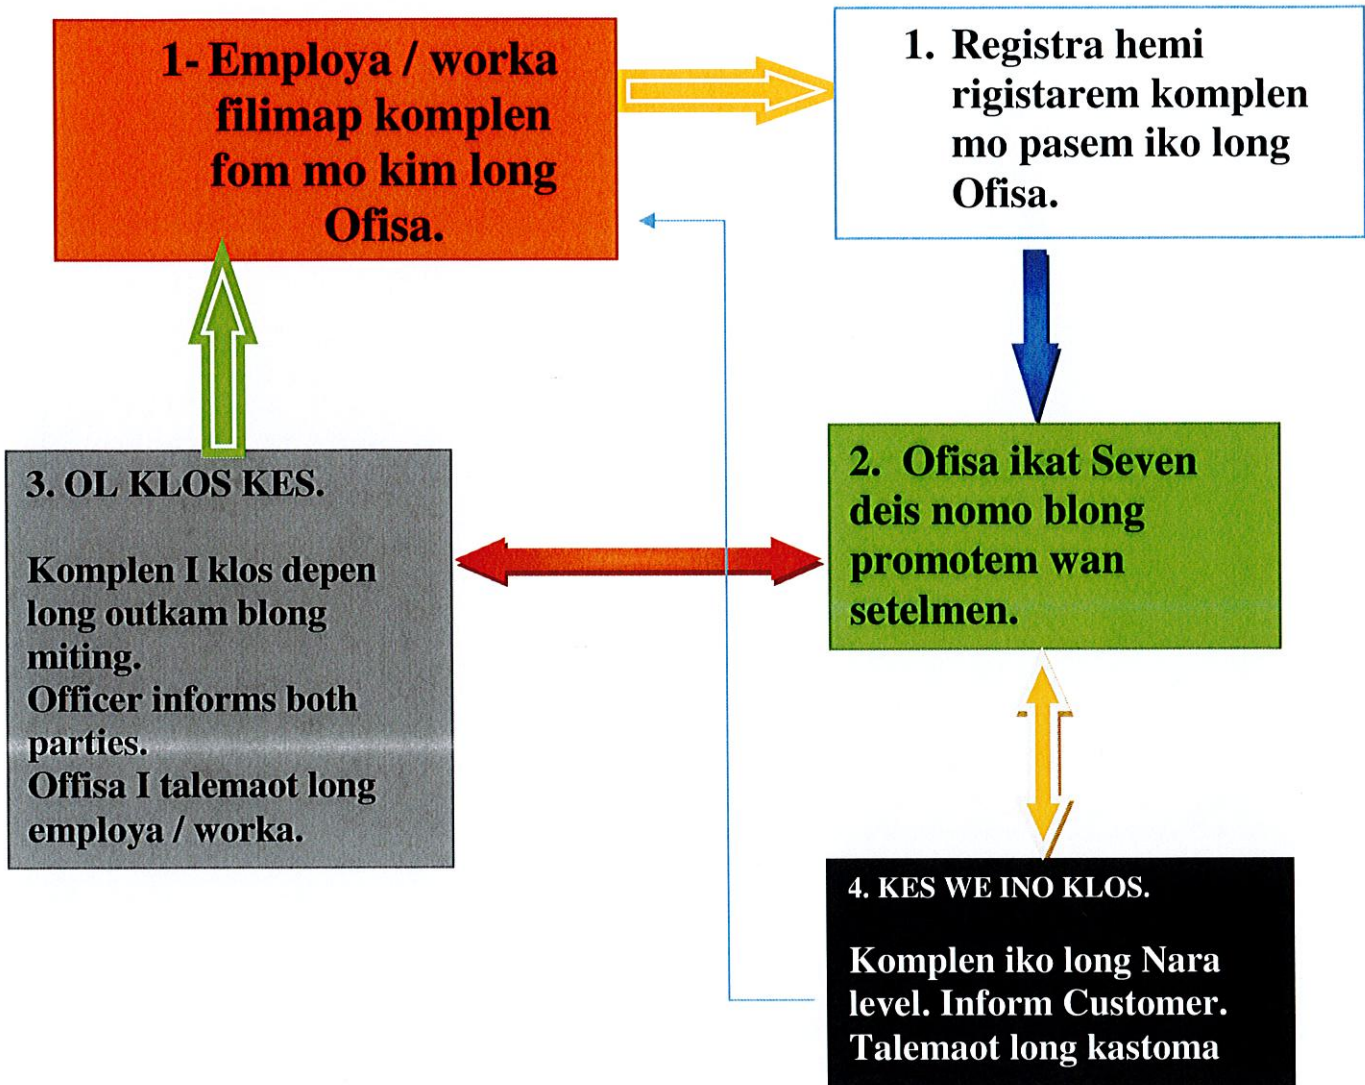 1- Employa / worka
filimap komplen
fom mo kim long
Ofisa.
1. Registra hemi
rigistarem komplen
mo pasem iko long
Ofisa.
2. Ofisa ikat Seven
deis nomo blong
promotem wan
setelmen.
3. OL KLOS KES.
Komplen I klos depen
long outkam blong
miting.
Officer informs both
parties.
Offisa I talemaot long
employa / worka.
4. KES WE INO KLOS.
Komplen iko long Nara
level. Inform Customer.
Talemaot long kastoma